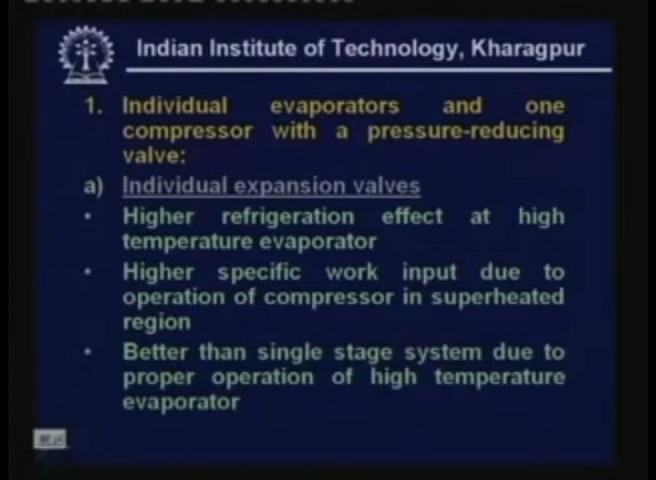 Indian Institute of Technology, Kharagpur
1. Individual evaporators and one
compressor with a pressure-reducing
valve:
a) Individual expansion valves
• Higher refrigeration effect at high
temperature evaporator
• Higher specific work input due to
operation of compressor in superheated
region
• Better than single stage system due to
proper operation of high temperature
evaporator